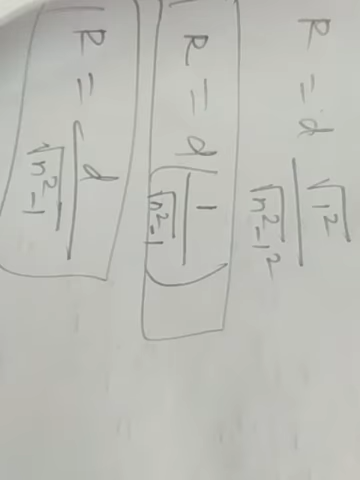 R = d √1² / √n²-1²
R = d ( 1 / √n²-1 )
R = d / √n²-1